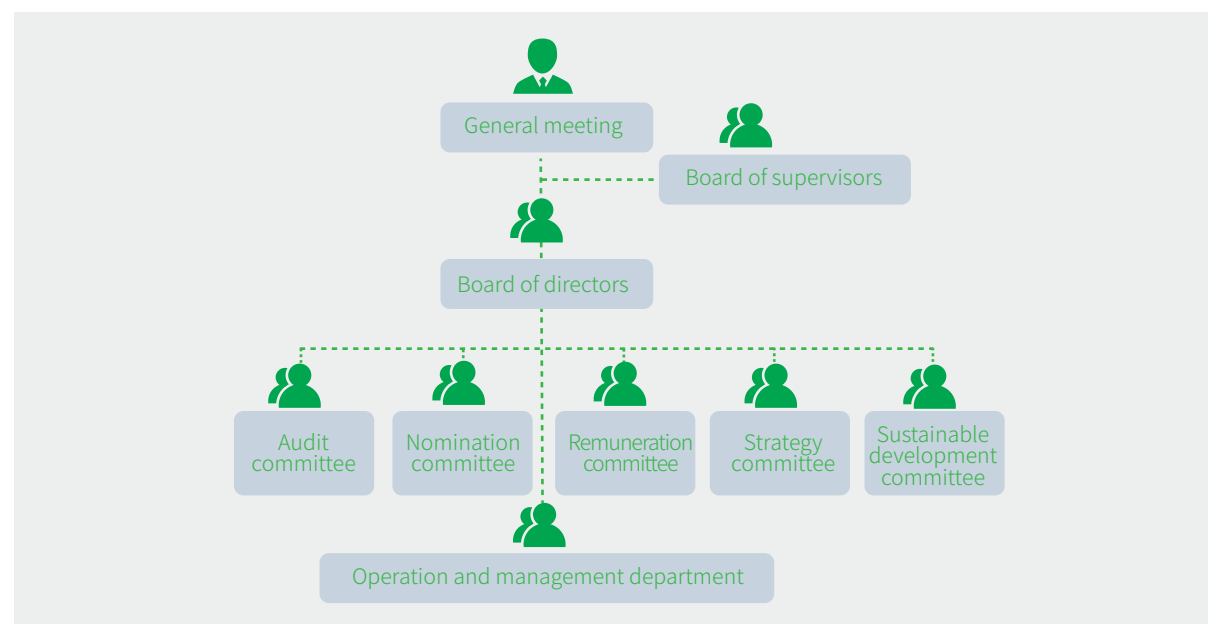 General meeting
Board of supervisors
Board of directors
Audit
committee
Nomination
committee
Remuneration
committee
Strategy
committee
Sustainable
development
committee
Operation and management department